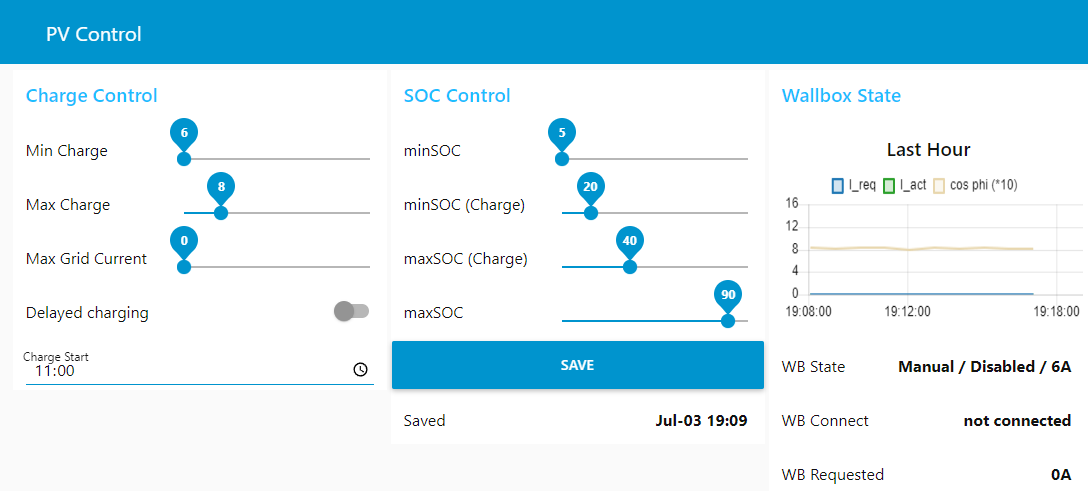 PV Control
Charge Control
Min Charge
6
Max Charge
8
Max Grid Current
0
Delayed charging
Charge Start
11:00
SOC Control
minSOC
5
minSOC (Charge)
20
maxSOC (Charge)
40
maxSOC
90
SAVE
Saved Jul-03 19:09
Wallbox State
Last Hour
I_req I_act cos phi (*10)
16
12
8
4
0
19:08:00 19:12:00 19:18:00
WB State Manual / Disabled / 6A
WB Connect not connected
WB Requested 0A